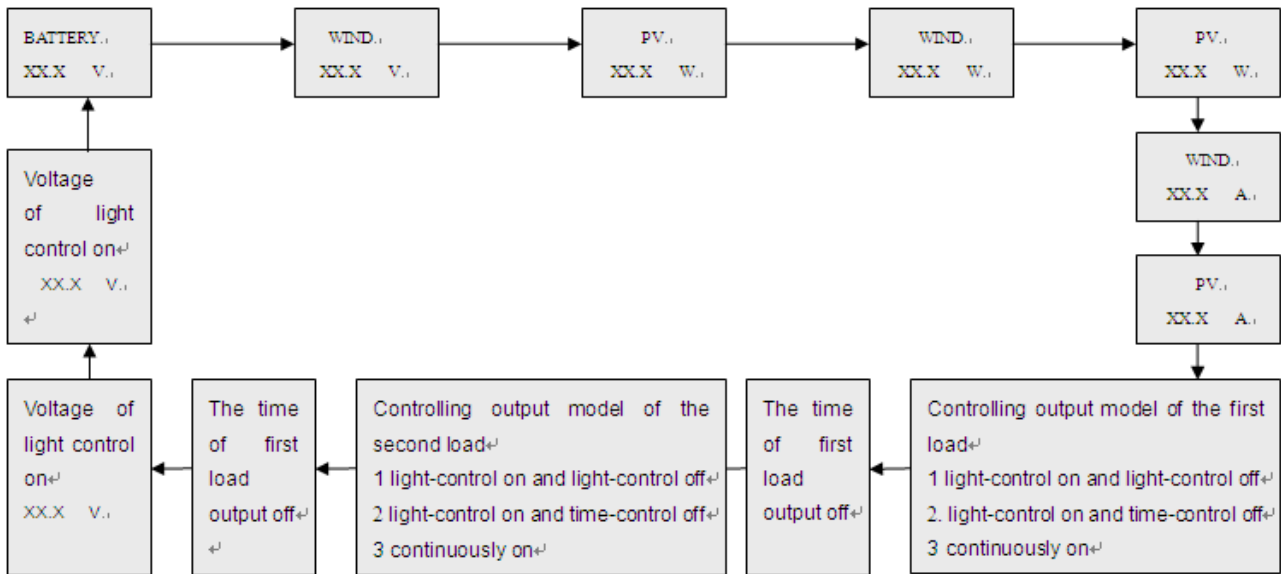 BATTERY
XX.X V
WIND
XX.X V
PV
XX.X W
WIND
XX.X W
PV
XX.X W
WIND
XX.X A
PV
XX.X A
Controlling output model of the first
load
1 light-control on and light-control off
2. light-control on and time-control off
3 continuously on
The time
of first
load
output off
Controlling output model of the
second load
1 light-control on and light-control off
2 light-control on and time-control off
3 continuously on
The time
of first
load
output off
Voltage of
light control
on
XX.X V
Voltage
of light
control on
XX.X V